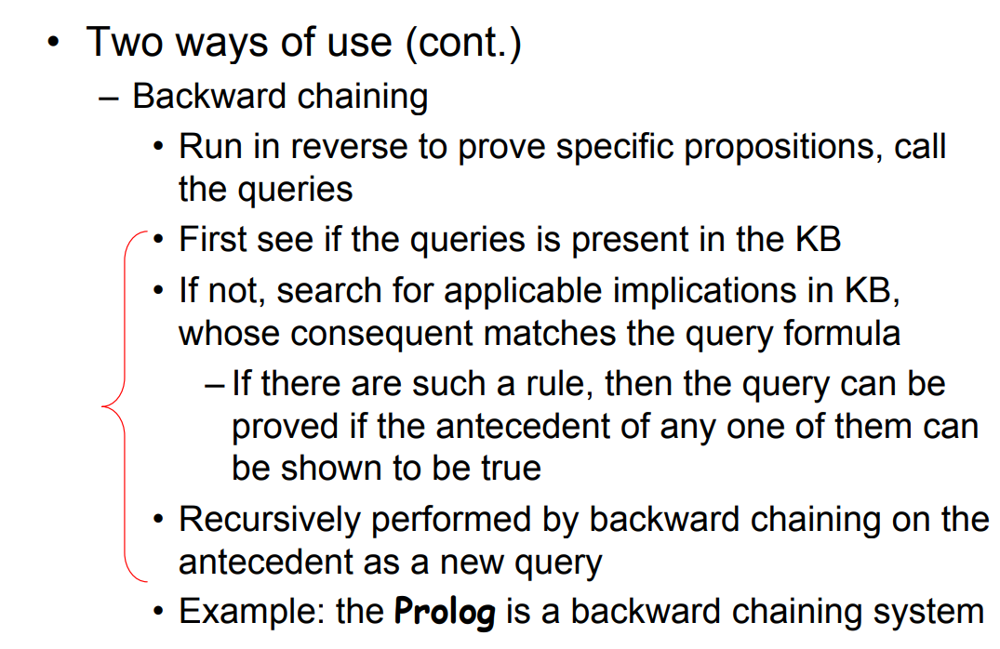 • Two ways of use (cont.)
– Backward chaining
• Run in reverse to prove specific propositions, call
the queries
• First see if the queries is present in the KB
• If not, search for applicable implications in KB,
whose consequent matches the query formula
– If there are such a rule, then the query can be
proved if the antecedent of any one of them can
be shown to be true
• Recursively performed by backward chaining on the
antecedent as a new query
• Example: the Prolog is a backward chaining system